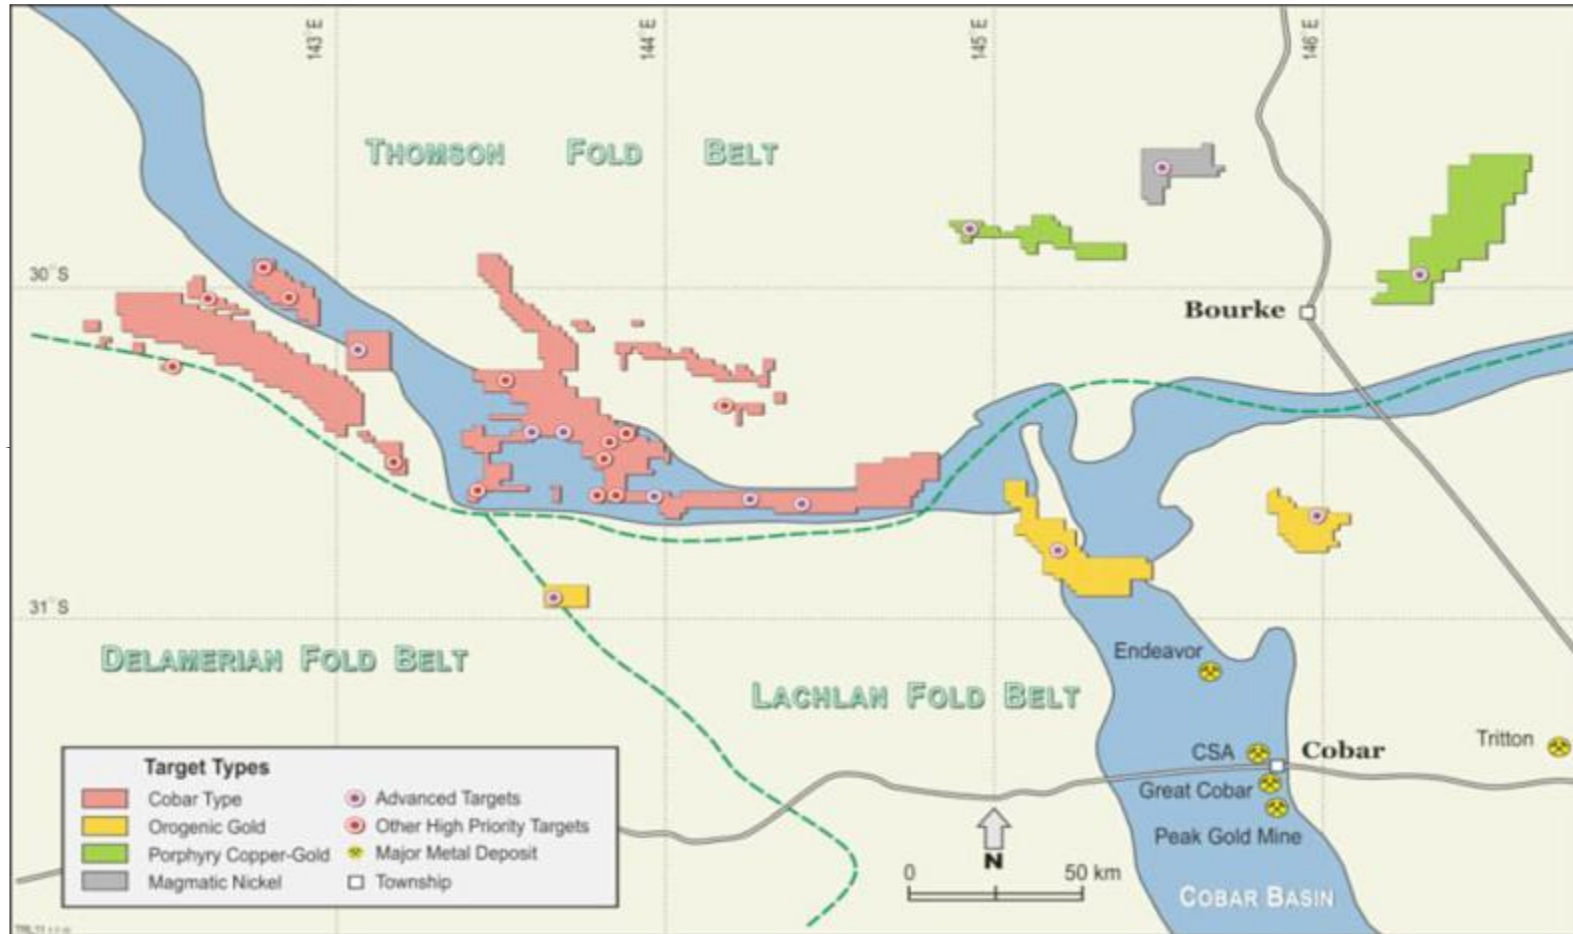 143°E
144°E
145°E
146°E
THOMSON FOLD BELT
30°S
Bourke
31°S
Endeavor
DELAMERIAN FOLD BELT
LACHLAN FOLD BELT
Tritton
CSA
Cobar
Great Cobar
Peak Gold Mine
COBAR BASIN
Target Types
Cobar Type
Orogenic Gold
Porphyry Copper-Gold
Magmatic Nickel
Advanced Targets
Other High Priority Targets
Major Metal Deposit
Township
N
0 50 km